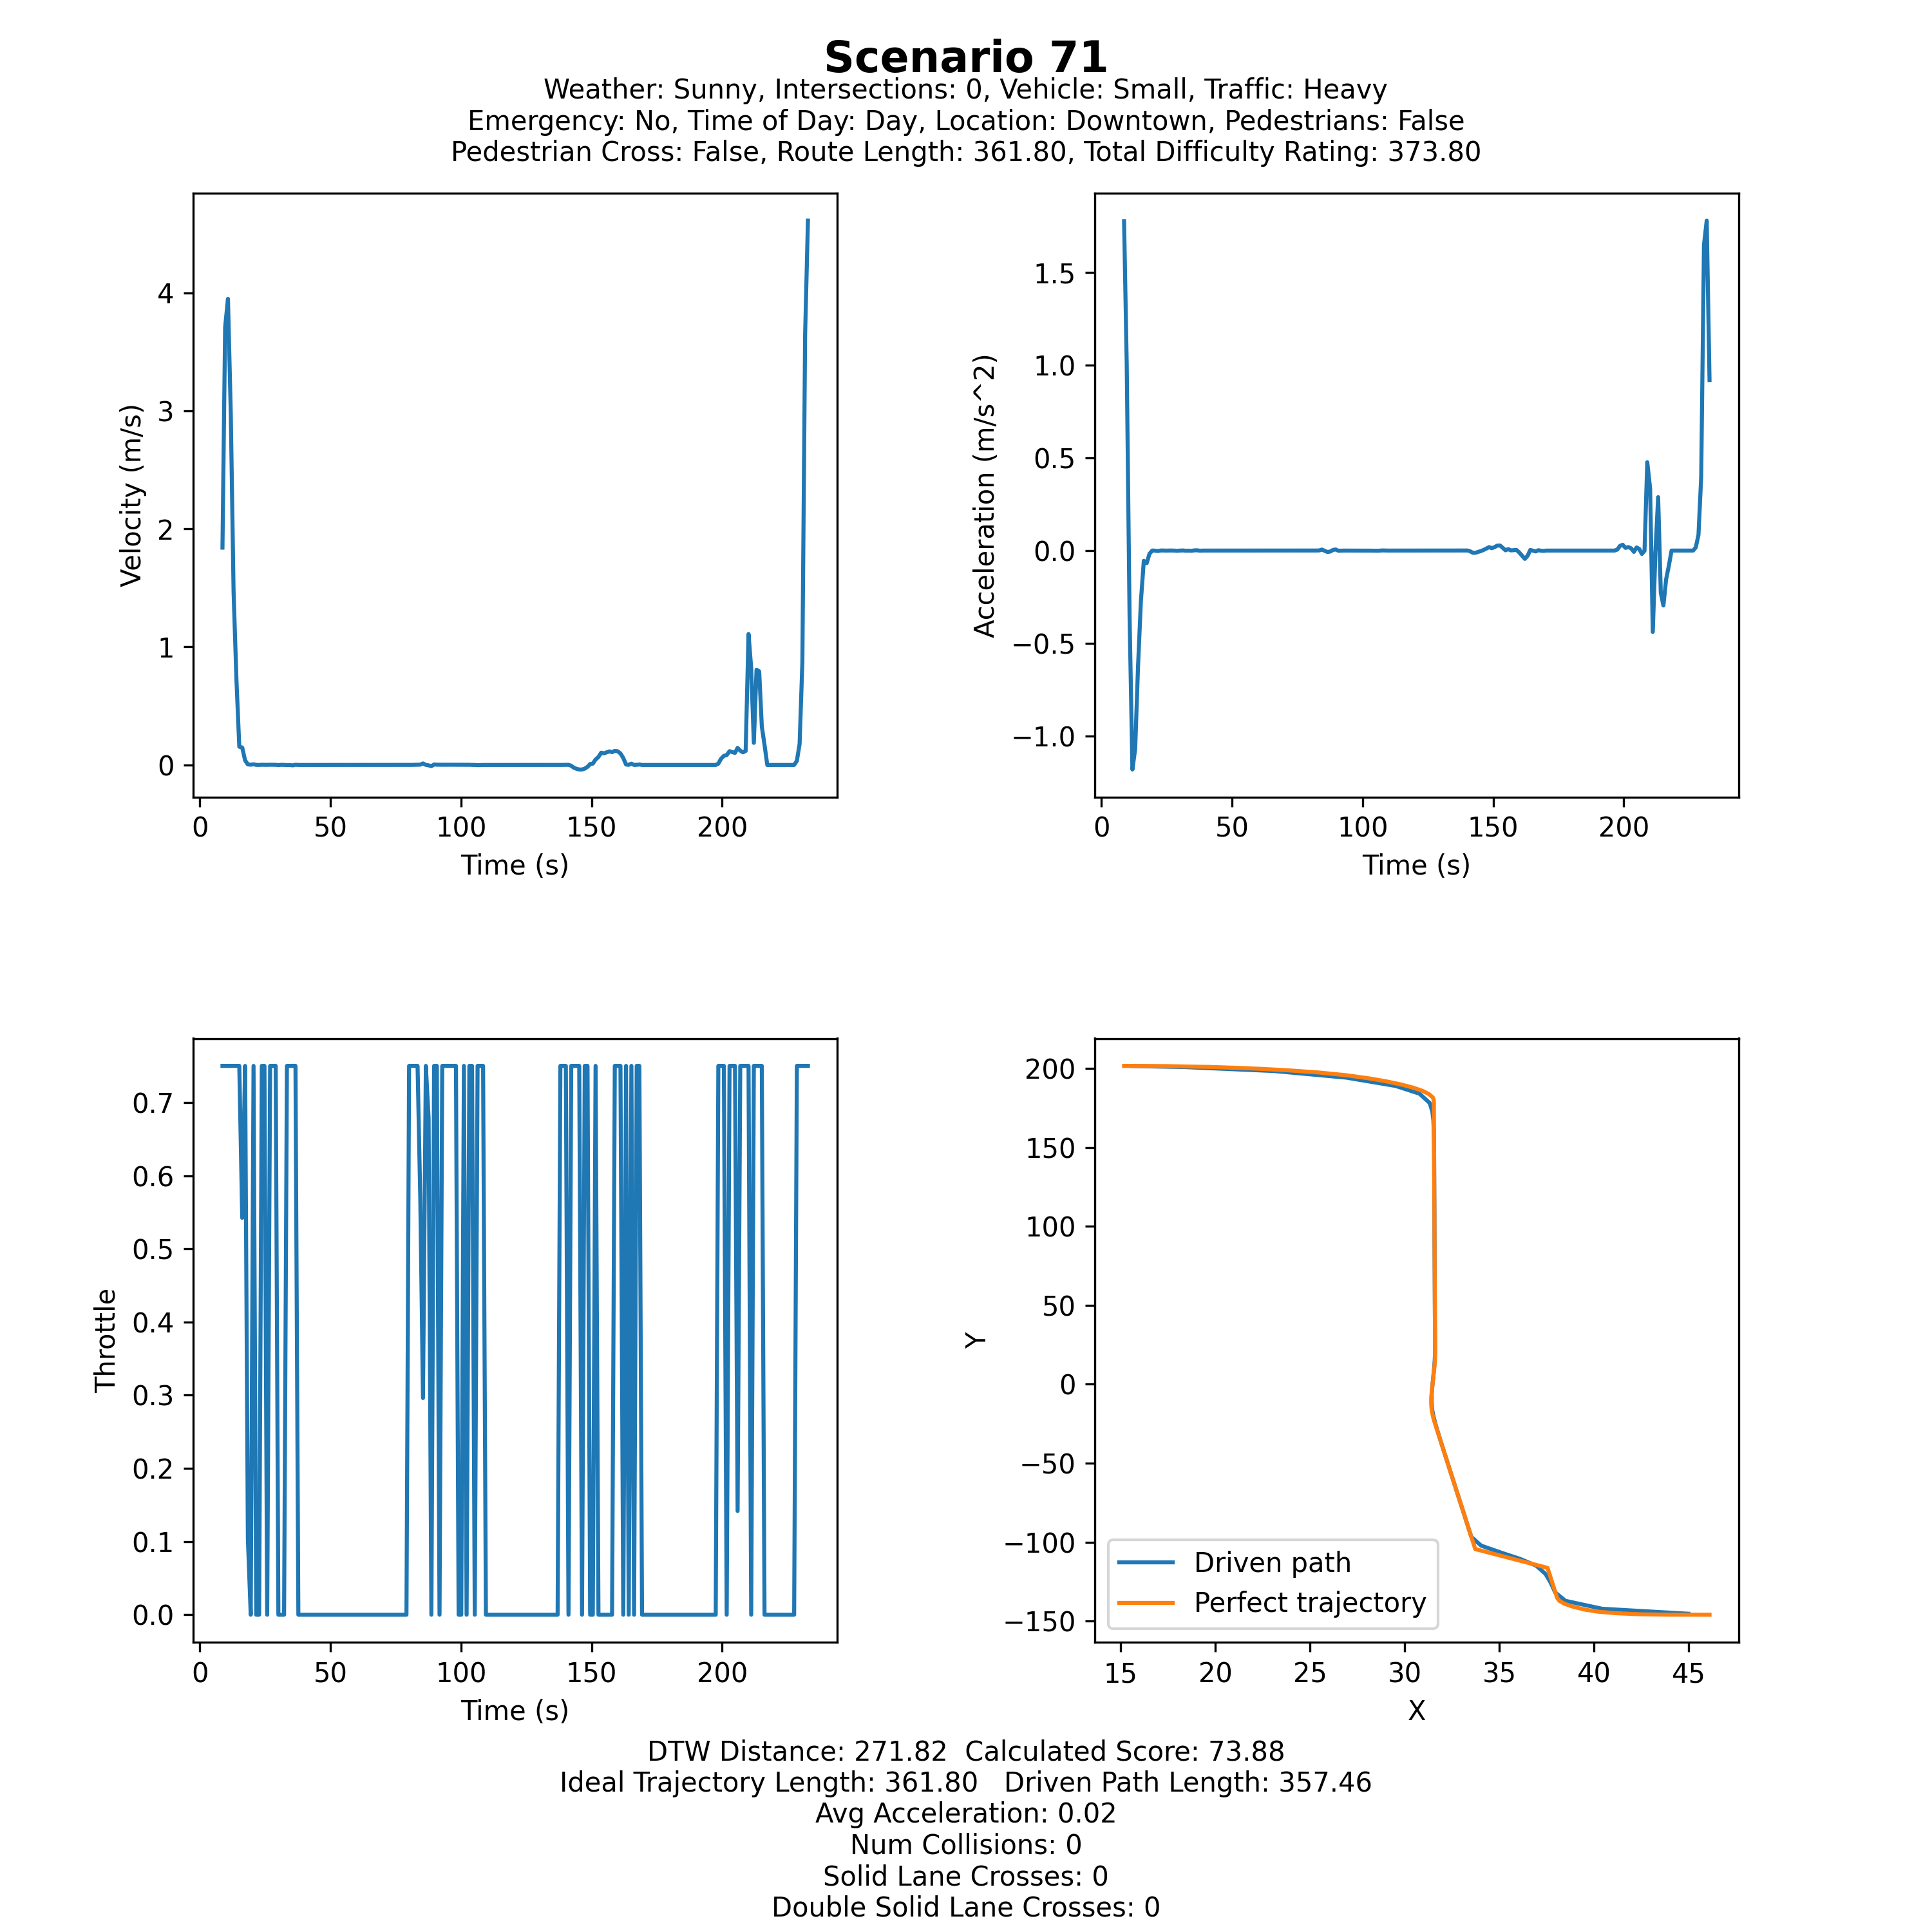 Scenario 71
Weather: Sunny, Intersections: 0, Vehicle: Small, Traffic: Heavy
Emergency: No, Time of Day: Day, Location: Downtown, Pedestrians: False
Pedestrian Cross: False, Route Length: 361.80, Total Difficulty Rating: 373.80
Velocity (m/s)
4
3
2
1
0
0 50 100 150 200
Time (s)
Acceleration (m/s^2)
1.5
1.0
0.5
0.0
−0.5
−1.0
0 50 100 150 200
Time (s)
Throttle
0.7
0.6
0.5
0.4
0.3
0.2
0.1
0.0
0 50 100 150 200
Time (s)
Y
200
150
100
50
0
−50
−100
−150
Driven path
Perfect trajectory
15 20 25 30 35 40 45
X
DTW Distance: 271.82  Calculated Score: 73.88
Ideal Trajectory Length: 361.80   Driven Path Length: 357.46
Avg Acceleration: 0.02
Num Collisions: 0
Solid Lane Crosses: 0
Double Solid Lane Crosses: 0